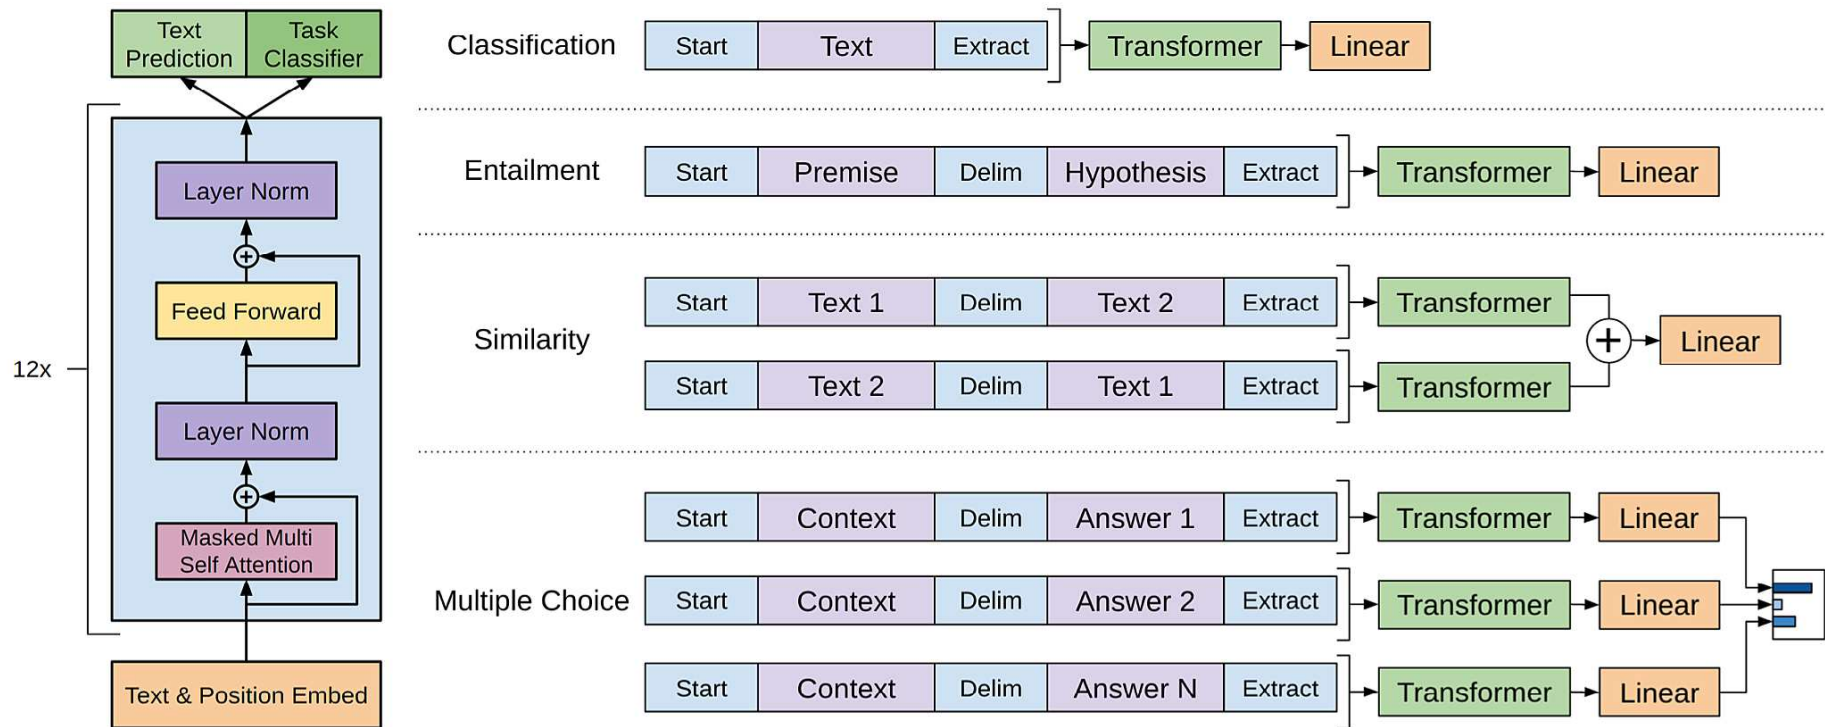 Text
Prediction
Task
Classifier
12x
Layer Norm
+
Feed Forward
Layer Norm
+
Masked Multi
Self Attention
Text & Position Embed
Classification
Start Text Extract Transformer Linear
Entailment
Start Premise Delim Hypothesis Extract Transformer Linear
Similarity
Start Text 1 Delim Text 2 Extract Transformer
Start Text 2 Delim Text 1 Extract Transformer
+ Linear
Multiple Choice
Start Context Delim Answer 1 Extract Transformer Linear
Start Context Delim Answer 2 Extract Transformer Linear
Start Context Delim Answer N Extract Transformer Linear